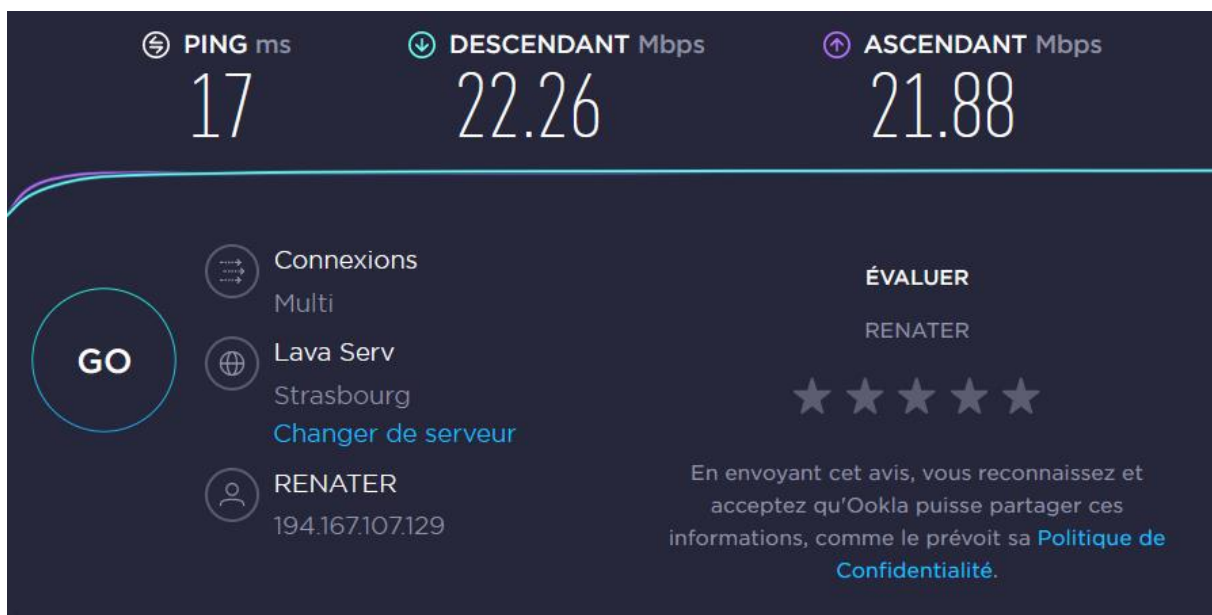 PING ms
17
DESCENDANT Mbps
22.26
ASCENDANT Mbps
21.88
GO
Connexions
Multi
Lava Serv
Strasbourg
Changer de serveur
RENATER
194.167.107.129
ÉVALUER
RENATER
En envoyant cet avis, vous reconnaissez et
acceptez qu'Ookla puisse partager ces
informations, comme le prévoit sa Politique de
Confidentialité.